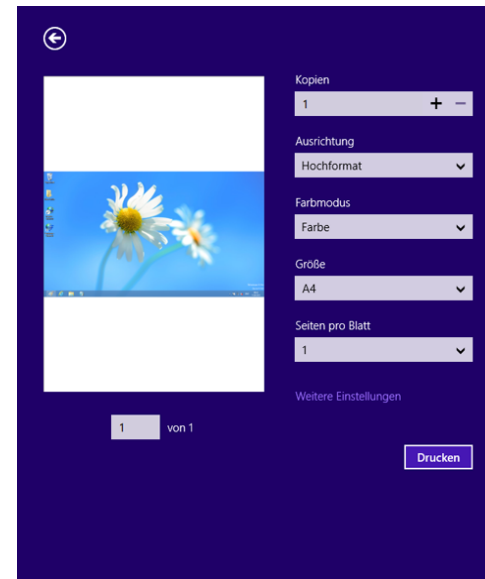 Kopien
1
Ausrichtung
Hochformat
Farbmodus
Farbe
Größe
A4
Seiten pro Blatt
1
Weitere Einstellungen
1 von 1
Drucken